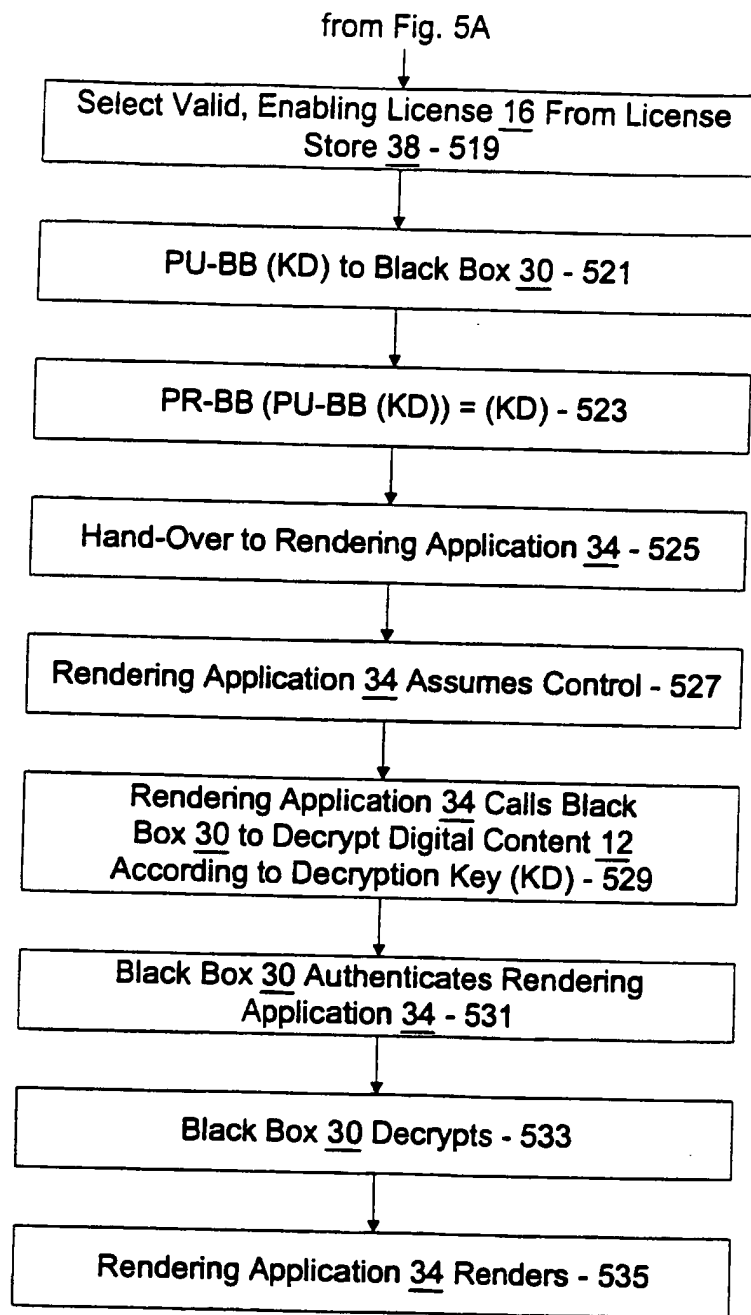 from Fig. 5A
Select Valid, Enabling License 16 From License
Store 38 - 519
PU-BB (KD) to Black Box 30 - 521
PR-BB (PU-BB (KD)) = (KD) - 523
Hand-Over to Rendering Application 34 - 525
Rendering Application 34 Assumes Control - 527
Rendering Application 34 Calls Black
Box 30 to Decrypt Digital Content 12
According to Decryption Key (KD) - 529
Black Box 30 Authenticates Rendering
Application 34 - 531
Black Box 30 Decrypts - 533
Rendering Application 34 Renders - 535